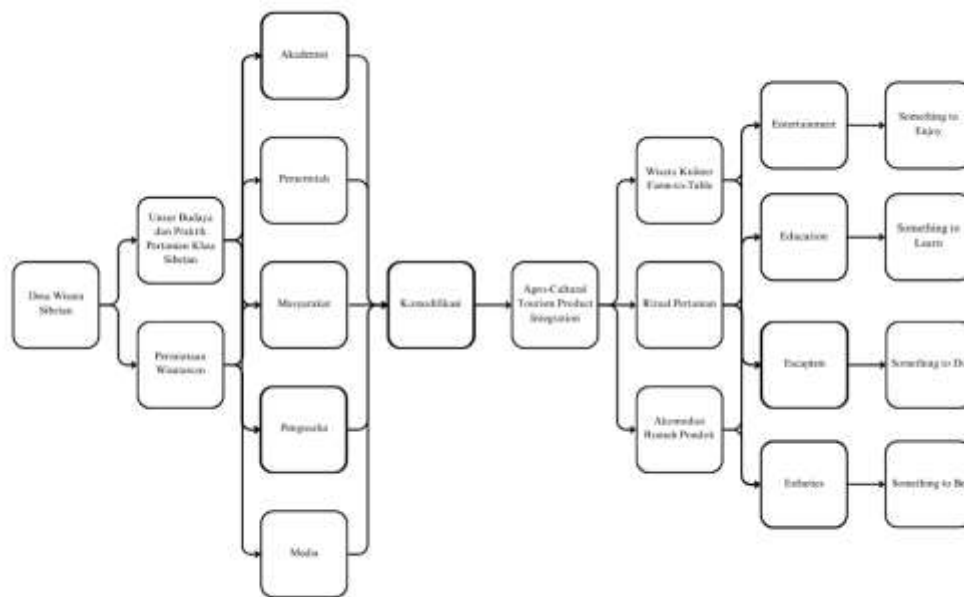 Desa Wisata
Sibetan
Unsur Budaya
dan Praktik
Pertanian Khas
Sibetan
Permintaan
Wisatawan
Akademisi
Pemerintah
Masyarakat
Pengusaha
Media
Komodifikasi
Agro-Cultural
Tourism Product
Integration
Wisata Kuliner
Farm-to-Table
Ritual Pertanian
Akomodasi
Rumah Pondok
Entertainment
Education
Escapism
Esthetics
Something to
Enjoy
Something to
Learn
Something to Do
Something to Be